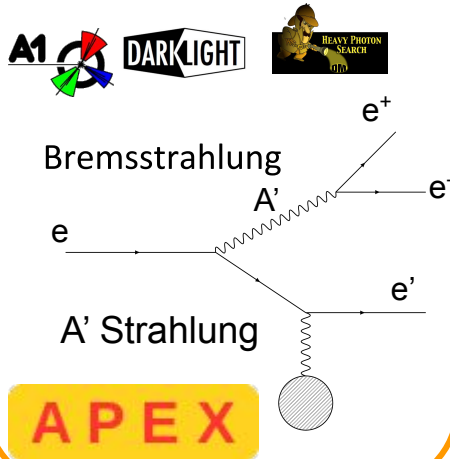 A1
DARKLIGHT
HEAVY PHOTON
SEARCH
e+
Bremsstrahlung
A'
e-
e
e'
A' Strahlung
APEX